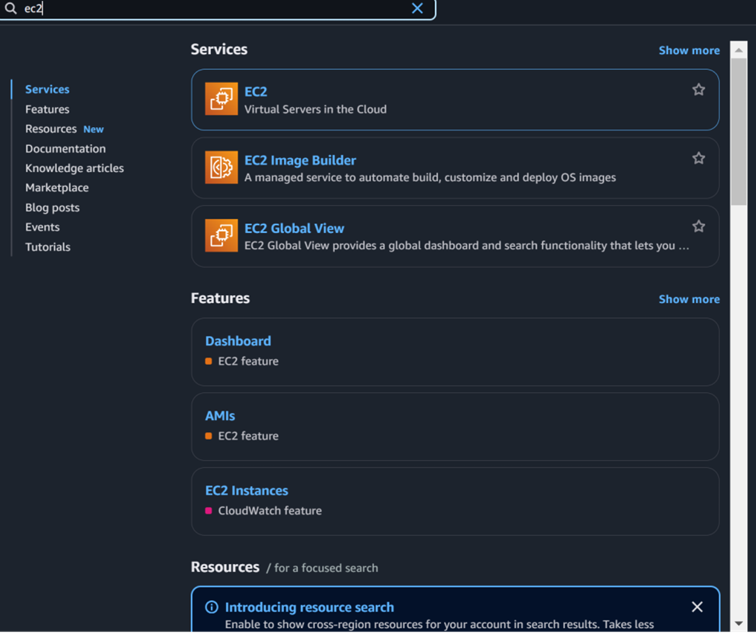 ec2
Services
Show more
Services
Features
Resources New
Documentation
Knowledge articles
Marketplace
Blog posts
Events
Tutorials
EC2
Virtual Servers in the Cloud
EC2 Image Builder
A managed service to automate build, customize and deploy OS images
EC2 Global View
EC2 Global View provides a global dashboard and search functionality that lets you ...
Features
Show more
Dashboard
EC2 feature
AMIs
EC2 feature
EC2 Instances
CloudWatch feature
Resources / for a focused search
Introducing resource search
Enable to show cross-region resources for your account in search results. Takes less